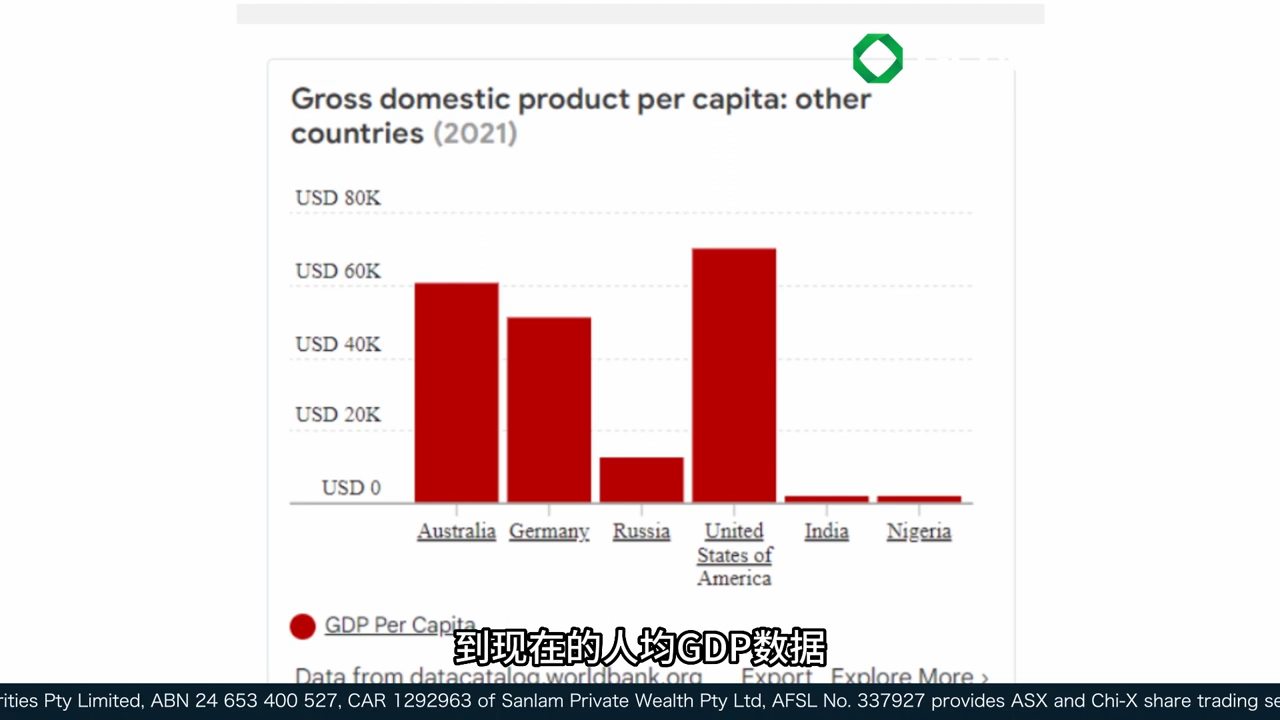 Gross domestic product per capita: other
countries (2021)
USD 80K
USD 60K
USD 40K
USD 20K
USD 0
Australia
Germany
Russia
United
States of
America
India
Nigeria
GDP Per Capita
到现在的人均GDP数据
Data from datacatalog.worldbank.org
Export
Explore More ›
rities Pty Limited, ABN 24 653 400 527, CAR 1292963 of Sanlam Private Wealth Pty Ltd, AFSL No. 337927 provides ASX and Chi-X share trading se